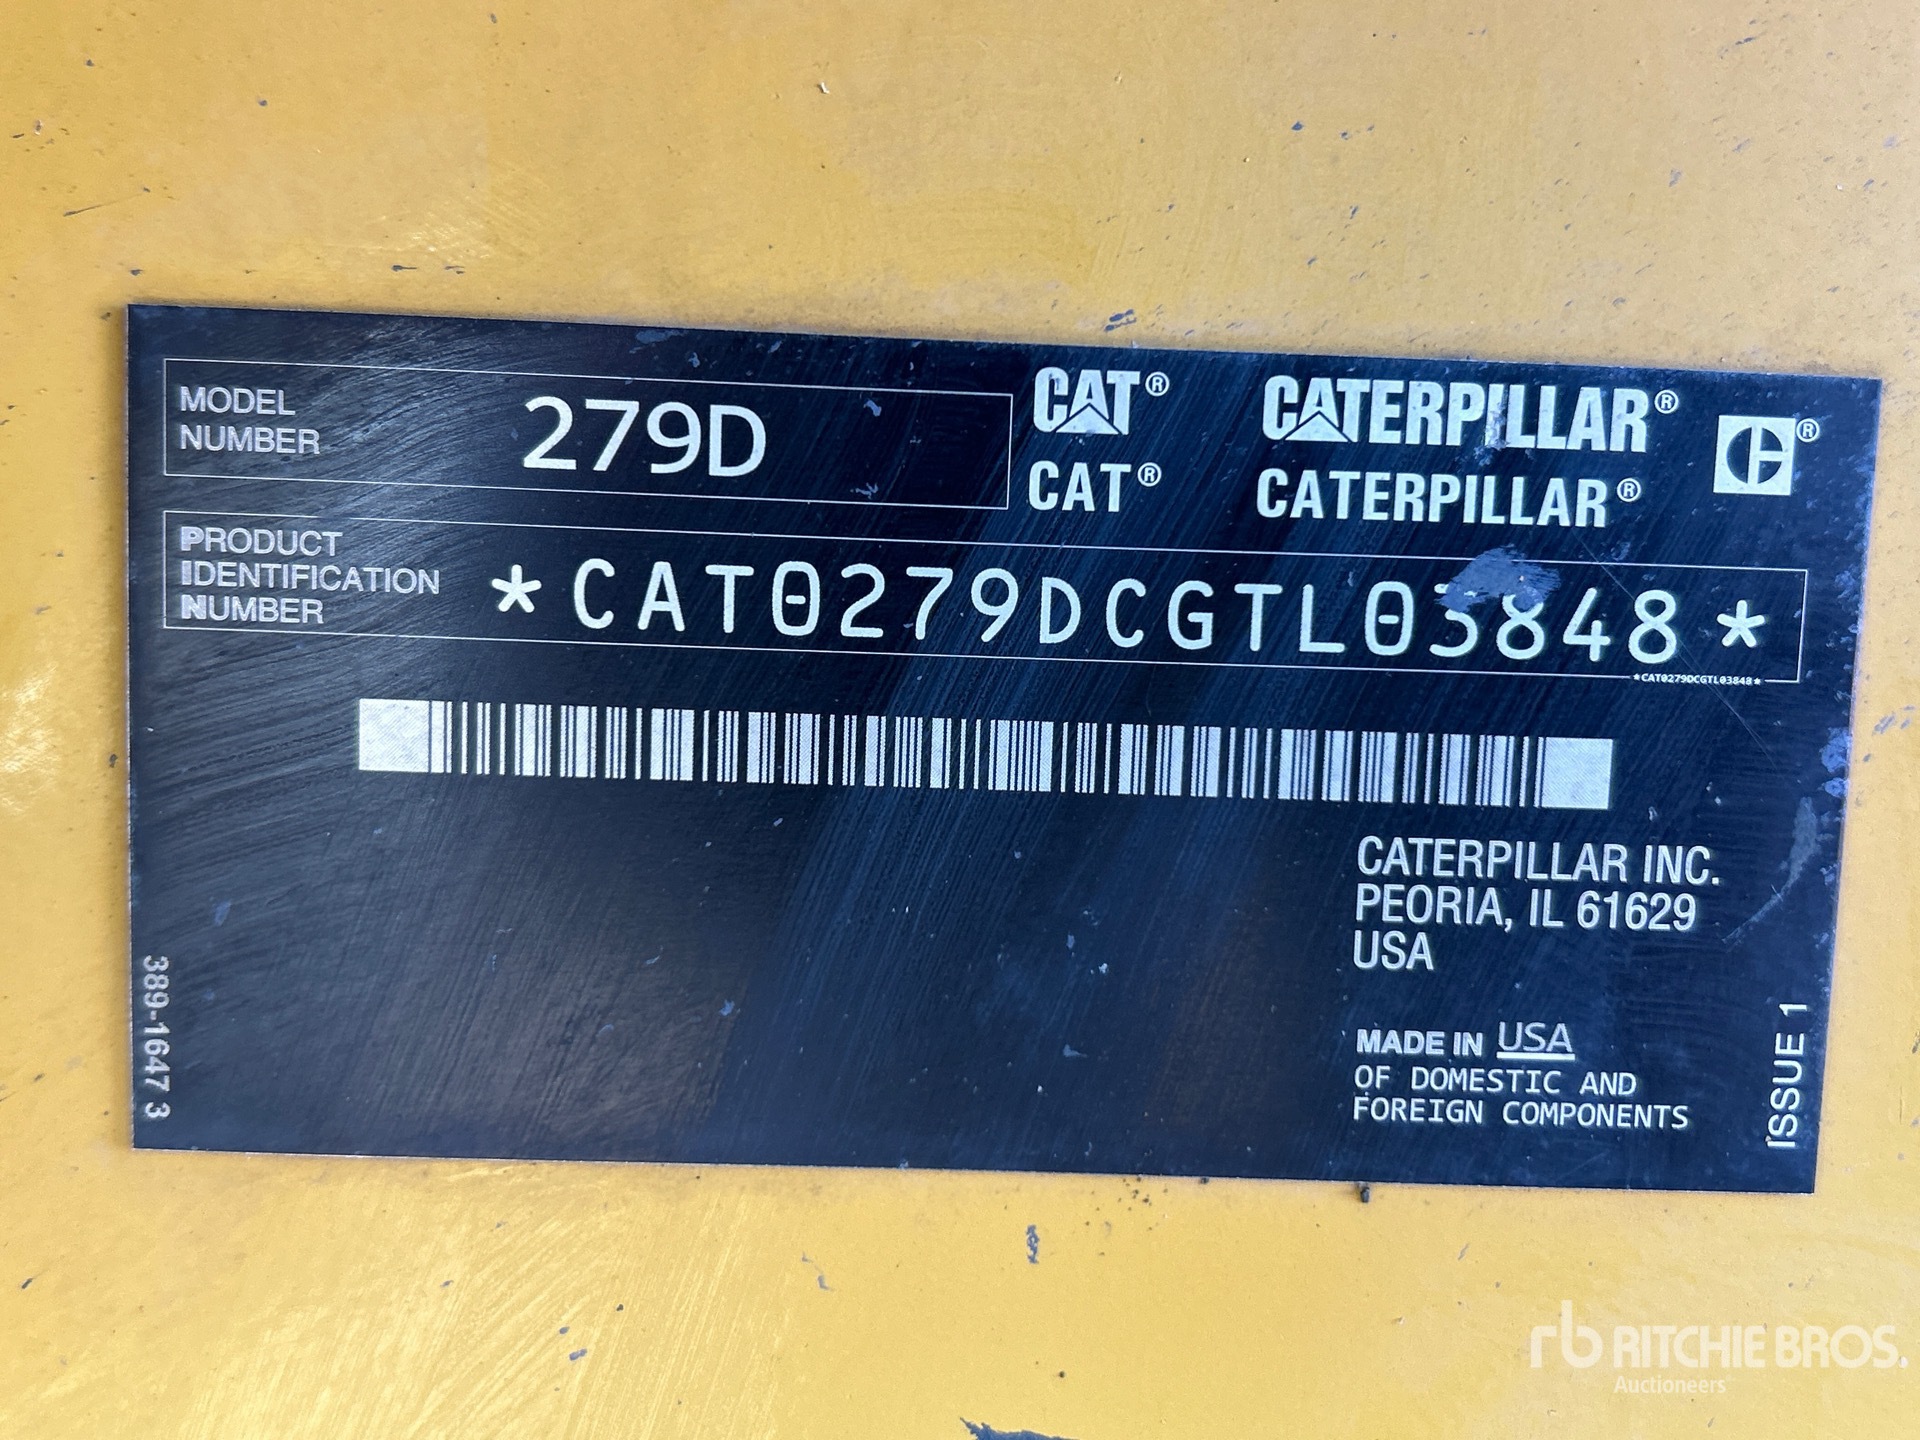 MODEL
NUMBER
279D
CAT® CATERPILLAR®
CAT® CATERPILLAR®
PRODUCT
IDENTIFICATION
NUMBER
*CAT0279DCGTL03848*
*CAT0279DCGTL03848*
CATERPILLAR INC.
PEORIA, IL 61629
USA
MADE IN USA
OF DOMESTIC AND
FOREIGN COMPONENTS
389-1647 3
ISSUE 1
rb RITCHIE BROS.
Auctioneers